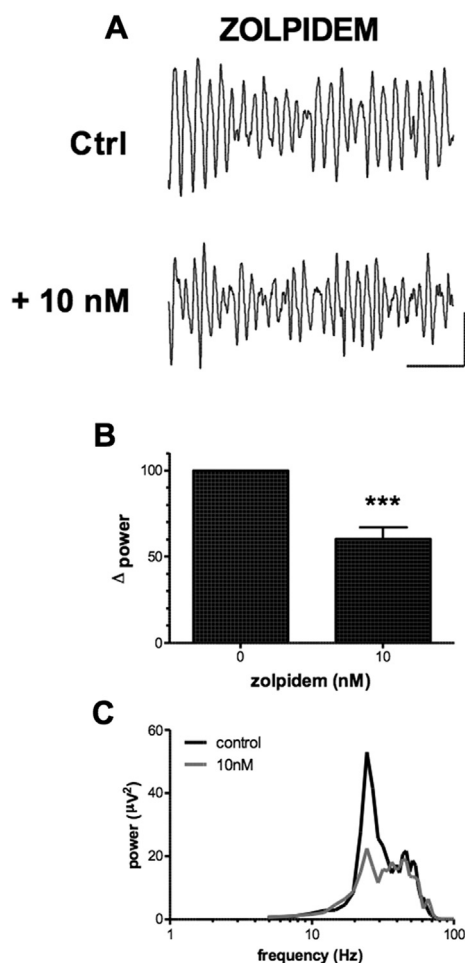 A ZOLPIDEM
Ctrl
+ 10 nM
B
100
50
0
Δ power
***
0 10
zolpidem (nM)
C
60
40
20
0
power (µV²)
control
10nM
1 10 100
frequency (Hz)